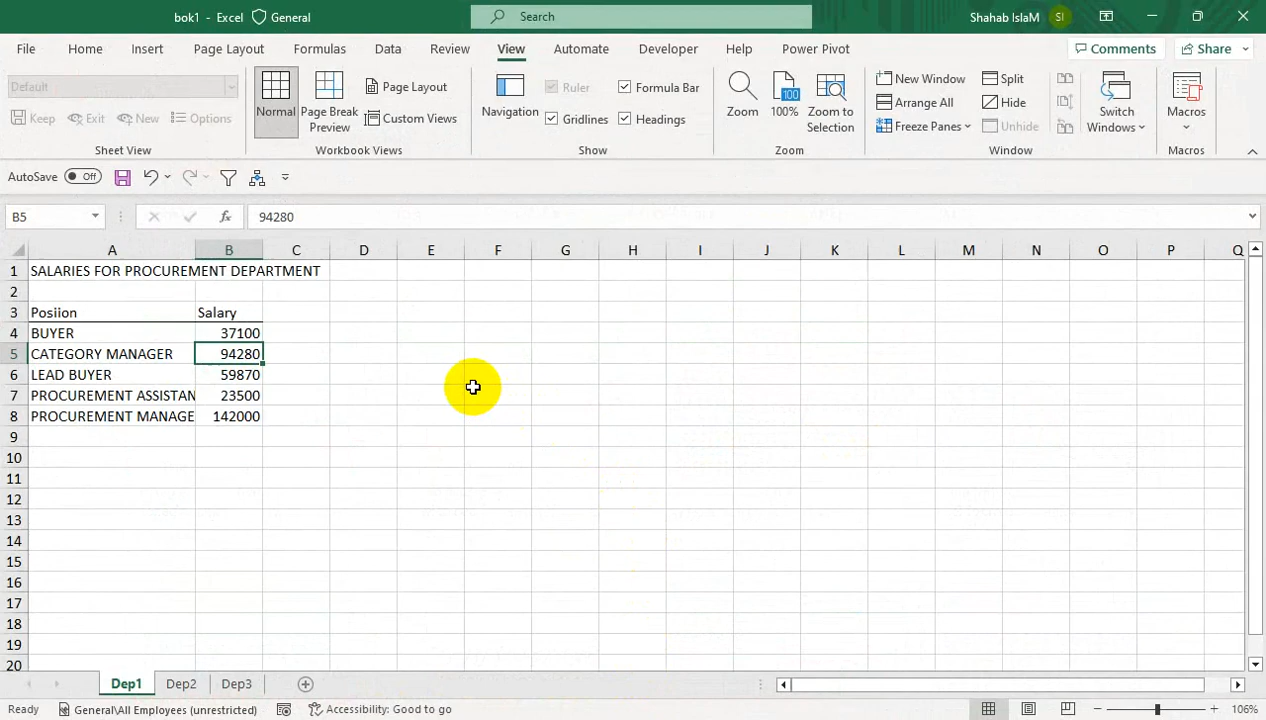 bok1 - Excel General Search Shahab IslaM SI
File Home Insert Page Layout Formulas Data Review View Automate Developer Help Power Pivot Comments Share
Default
Keep Exit New Options
Sheet View
Normal Page Break Preview Page Layout Custom Views
Workbook Views
Navigation Ruler Gridlines Formula Bar Headings
Show
Zoom 100 100% Zoom to Selection
Zoom
New Window Arrange All Freeze Panes Split Hide Unhide Switch Windows
Window
Macros
Macros
AutoSave Off
B5 fx 94280
A B C D E F G H I J K L M N O P Q
1 SALARIES FOR PROCUREMENT DEPARTMENT
2
3 Posiion Salary
4 BUYER 37100
5 CATEGORY MANAGER 94280
6 LEAD BUYER 59870
7 PROCUREMENT ASSISTAN 23500
8 PROCUREMENT MANAGE 142000
9
10
11
12
13
14
15
16
17
18
19
20
Dep1 Dep2 Dep3
Ready General\All Employees (unrestricted) Accessibility: Good to go 106%